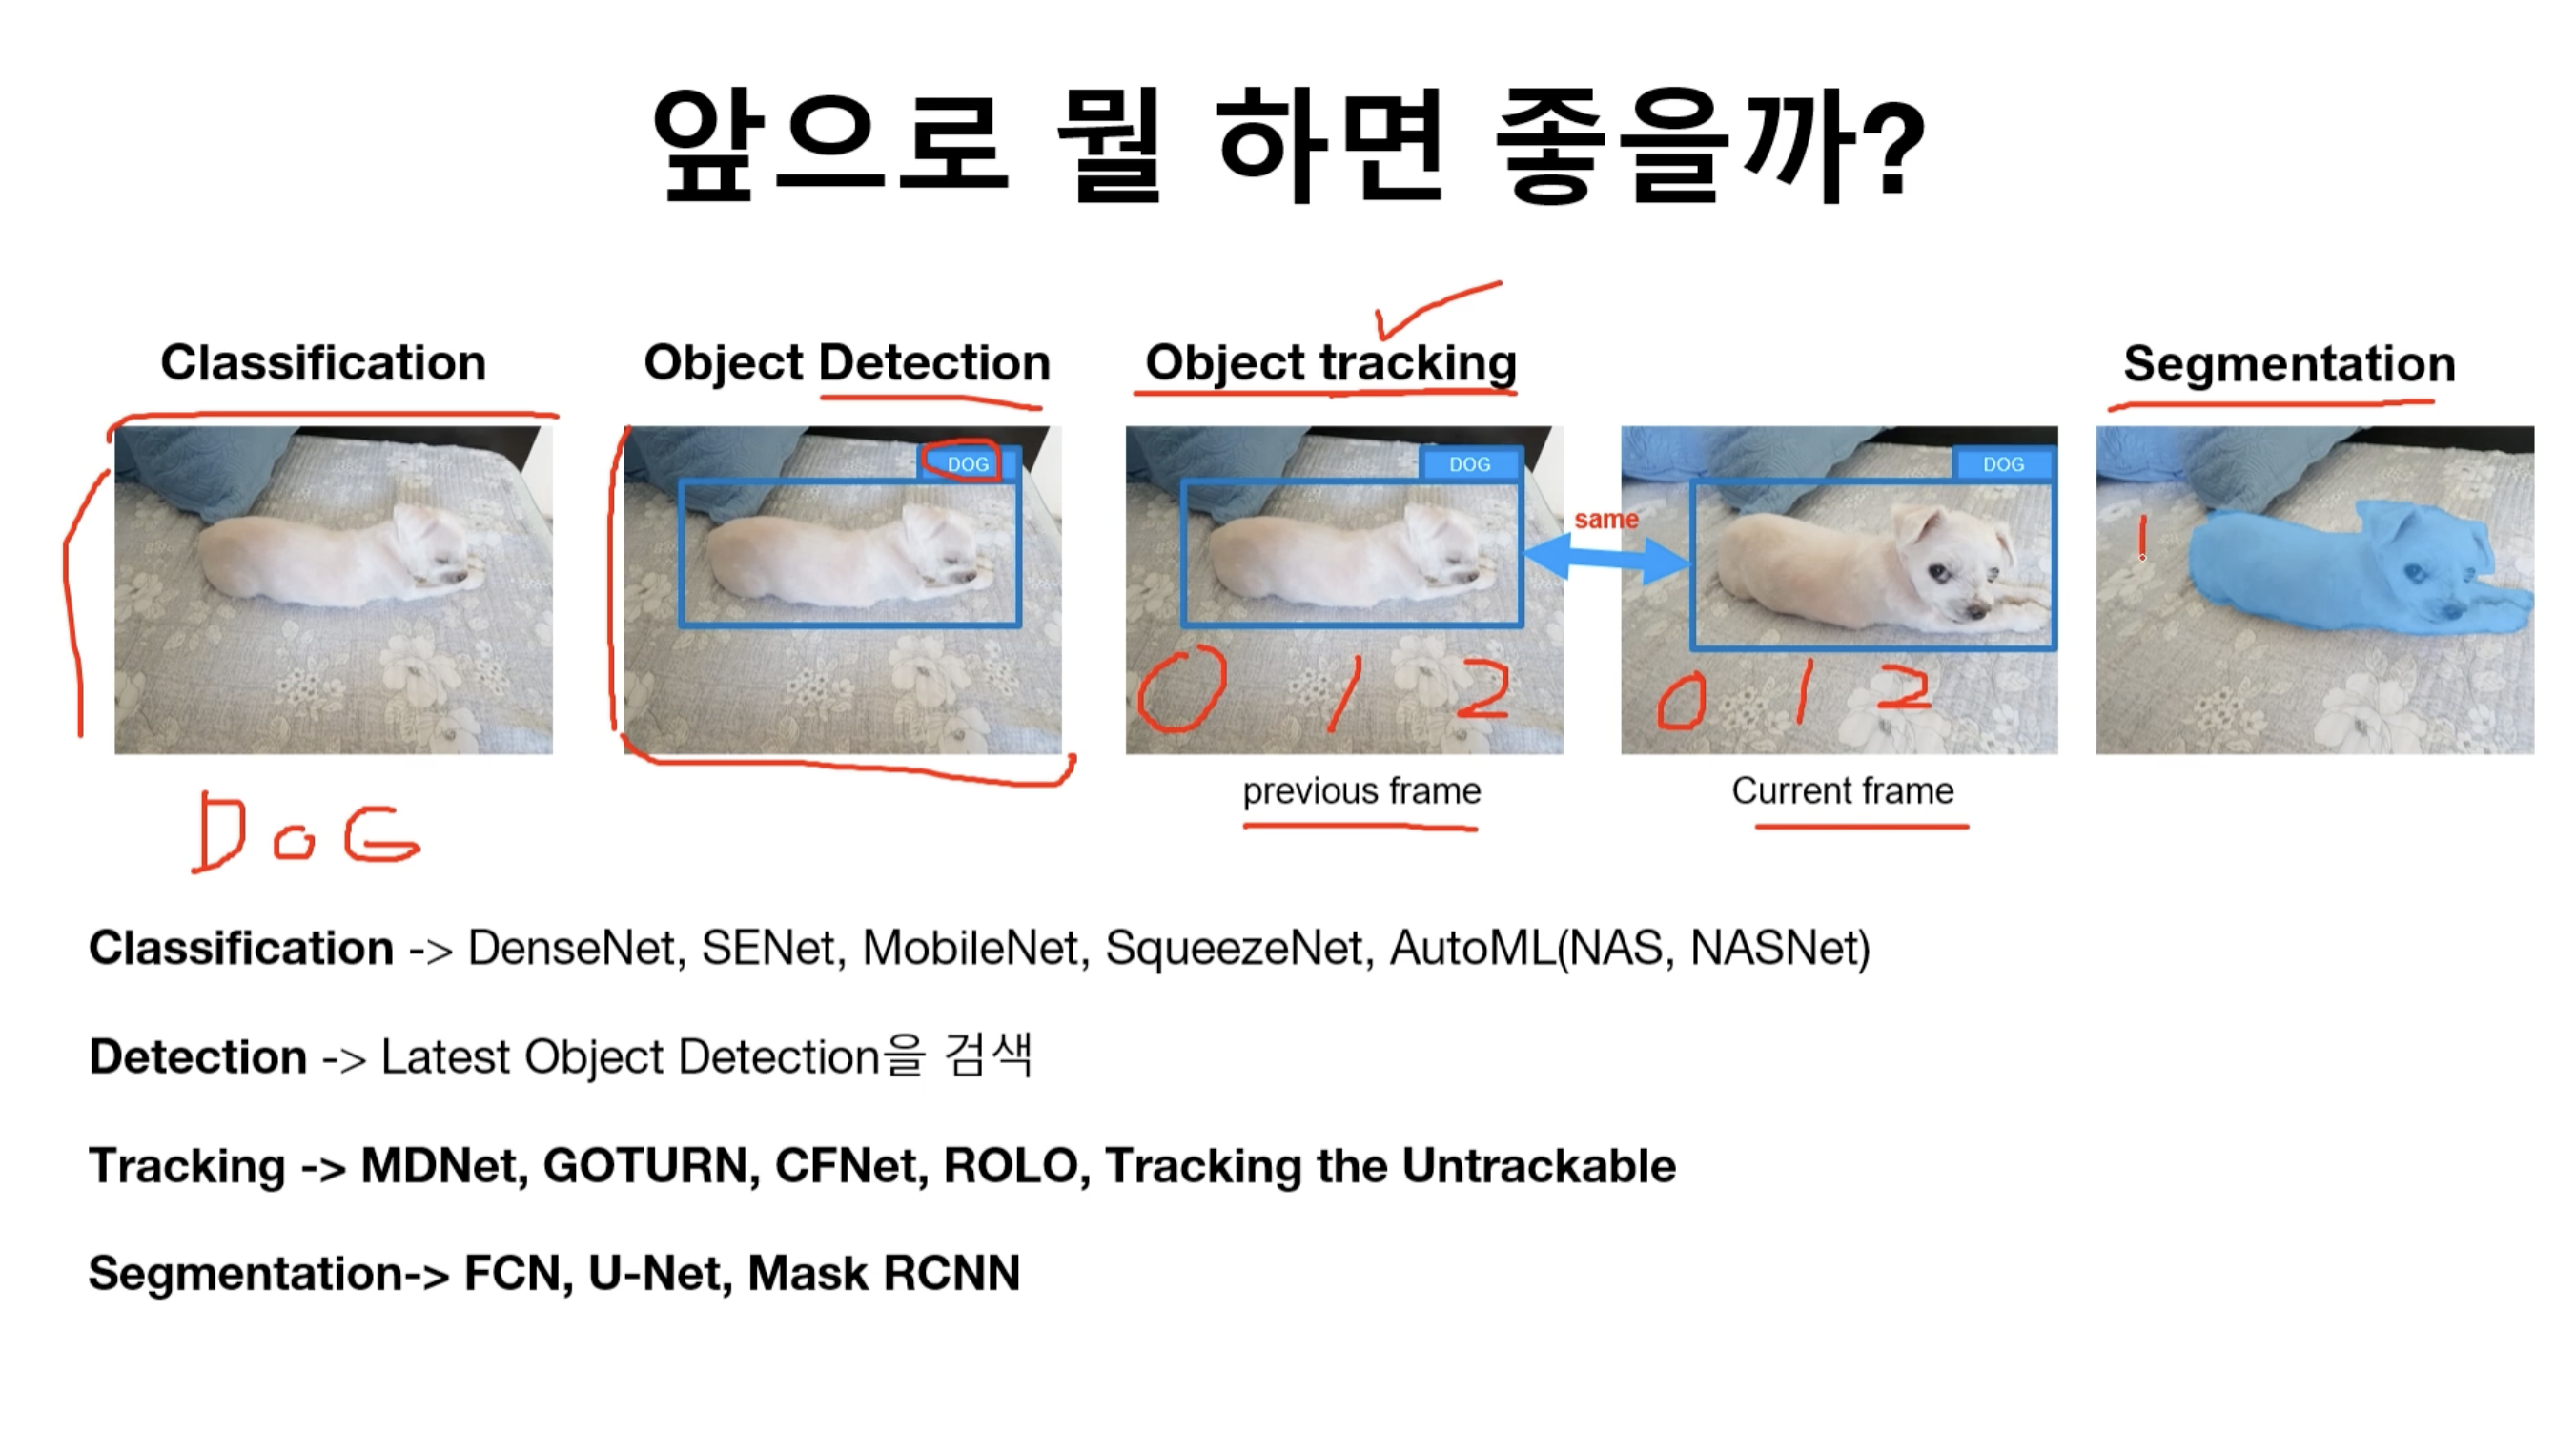 앞으로 뭘 하면 좋을까?
Classification
Object Detection
Object tracking
Segmentation
DOG
DOG
same
DOG
0 1 2
0 1 2
previous frame
Current frame
DoG
Classification -> DenseNet, SENet, MobileNet, SqueezeNet, AutoML(NAS, NASNet)
Detection -> Latest Object Detection을 검색
Tracking -> MDNet, GOTURN, CFNet, ROLO, Tracking the Untrackable
Segmentation-> FCN, U-Net, Mask RCNN